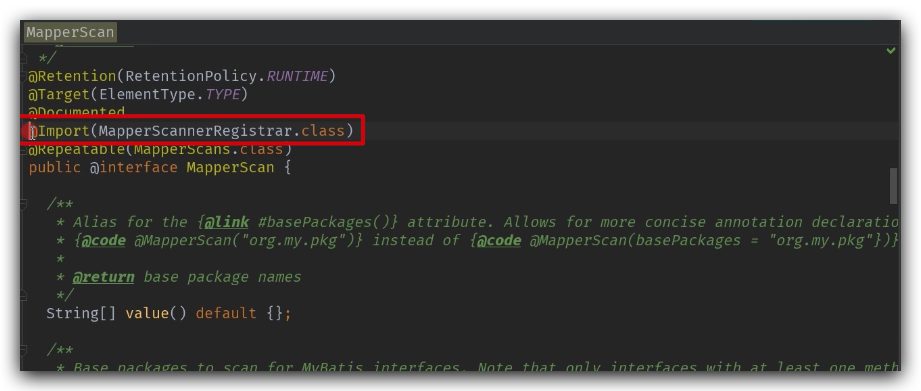 MapperScan
*/
@Retention(RetentionPolicy.RUNTIME)
@Target(ElementType.TYPE)
@Documented
@Import(MapperScannerRegistrar.class)
@Repeatable(MapperScans.class)
public @interface MapperScan {
/**
* Alias for the {@link #basePackages()} attribute. Allows for more concise annotation declaratio
* {@code @MapperScan("org.my.pkg")} instead of {@code @MapperScan(basePackages = "org.my.pkg"})}
*
* @return base package names
*/
String[] value() default {};
/**
* Base packages to scan for MyBatis interfaces. Note that only interfaces with at least one meth